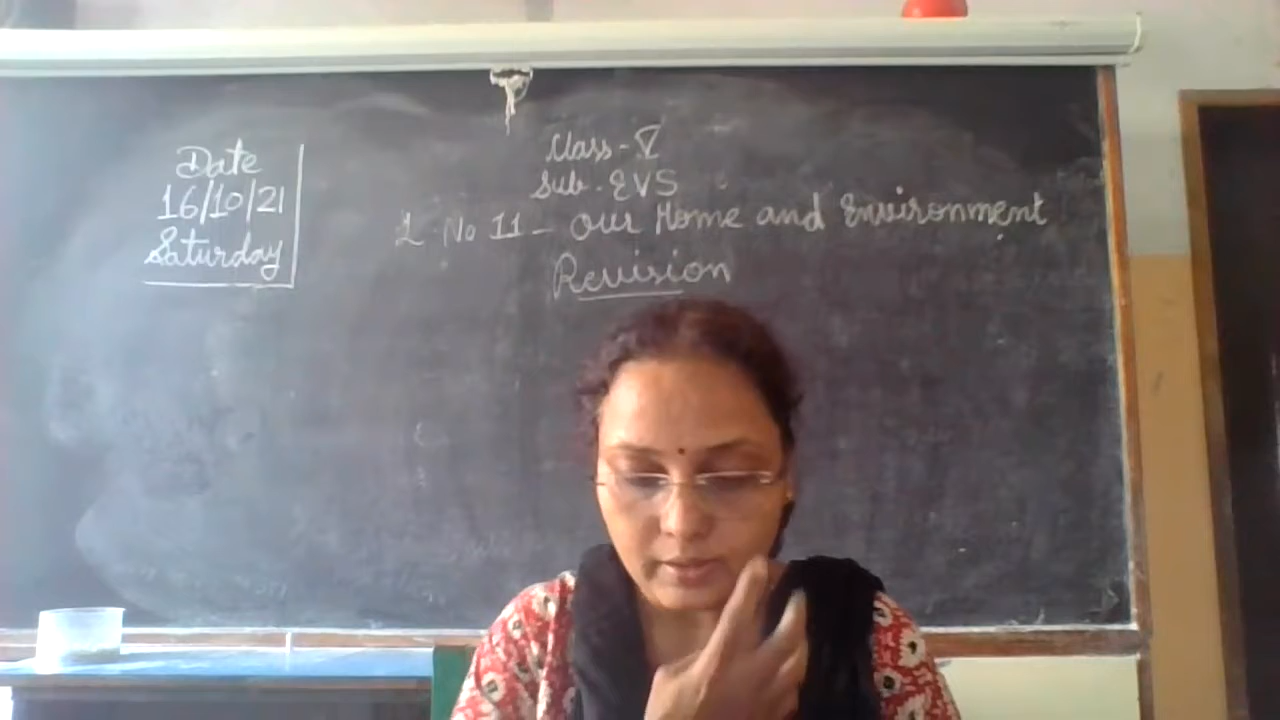 Date
16/10/21
Saturday
Class - V
Sub - EVS
L. No 11 - Our Home and Environment
Revision